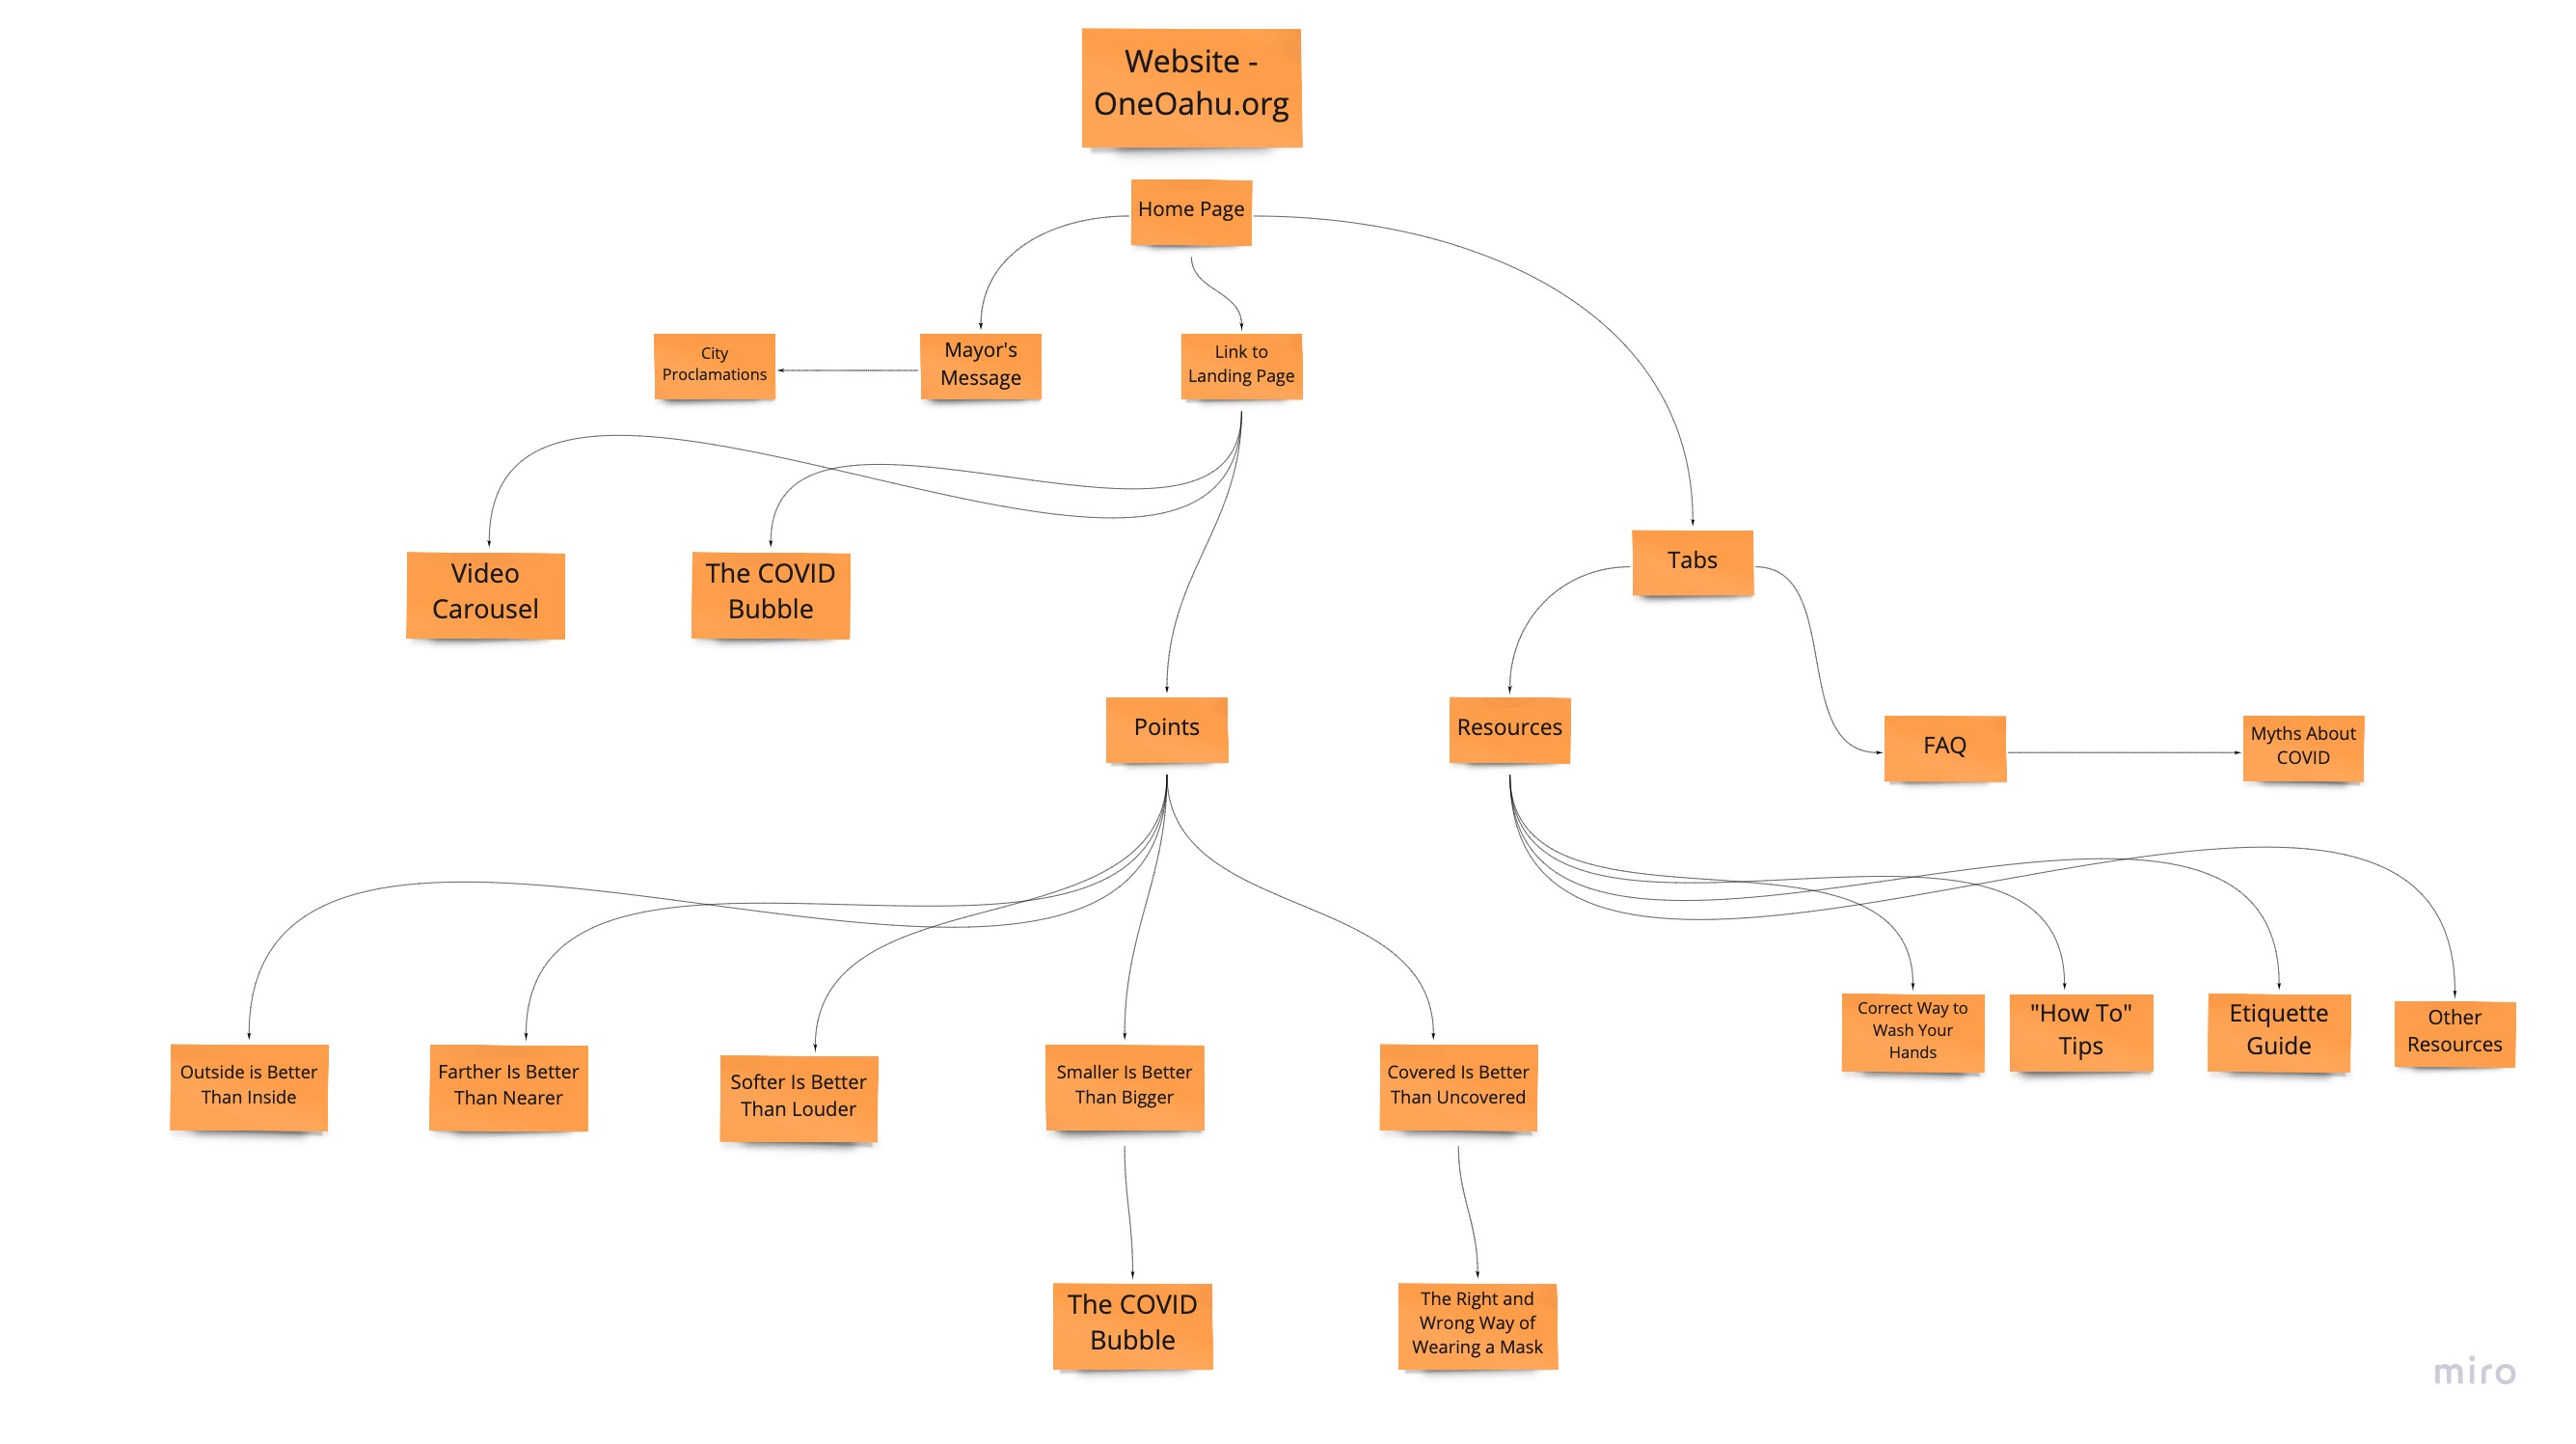 Website -
OneOahu.org
Home Page
City
Proclamations
Mayor's
Message
Link to
Landing Page
Video
Carousel
The COVID
Bubble
Tabs
Points
Resources
FAQ
Myths About
COVID
Outside is Better
Than Inside
Farther Is Better
Than Nearer
Softer Is Better
Than Louder
Smaller Is Better
Than Bigger
Covered Is Better
Than Uncovered
Correct Way to
Wash Your
Hands
"How To"
Tips
Etiquette
Guide
Other
Resources
The COVID
Bubble
The Right and
Wrong Way of
Wearing a Mask
miro